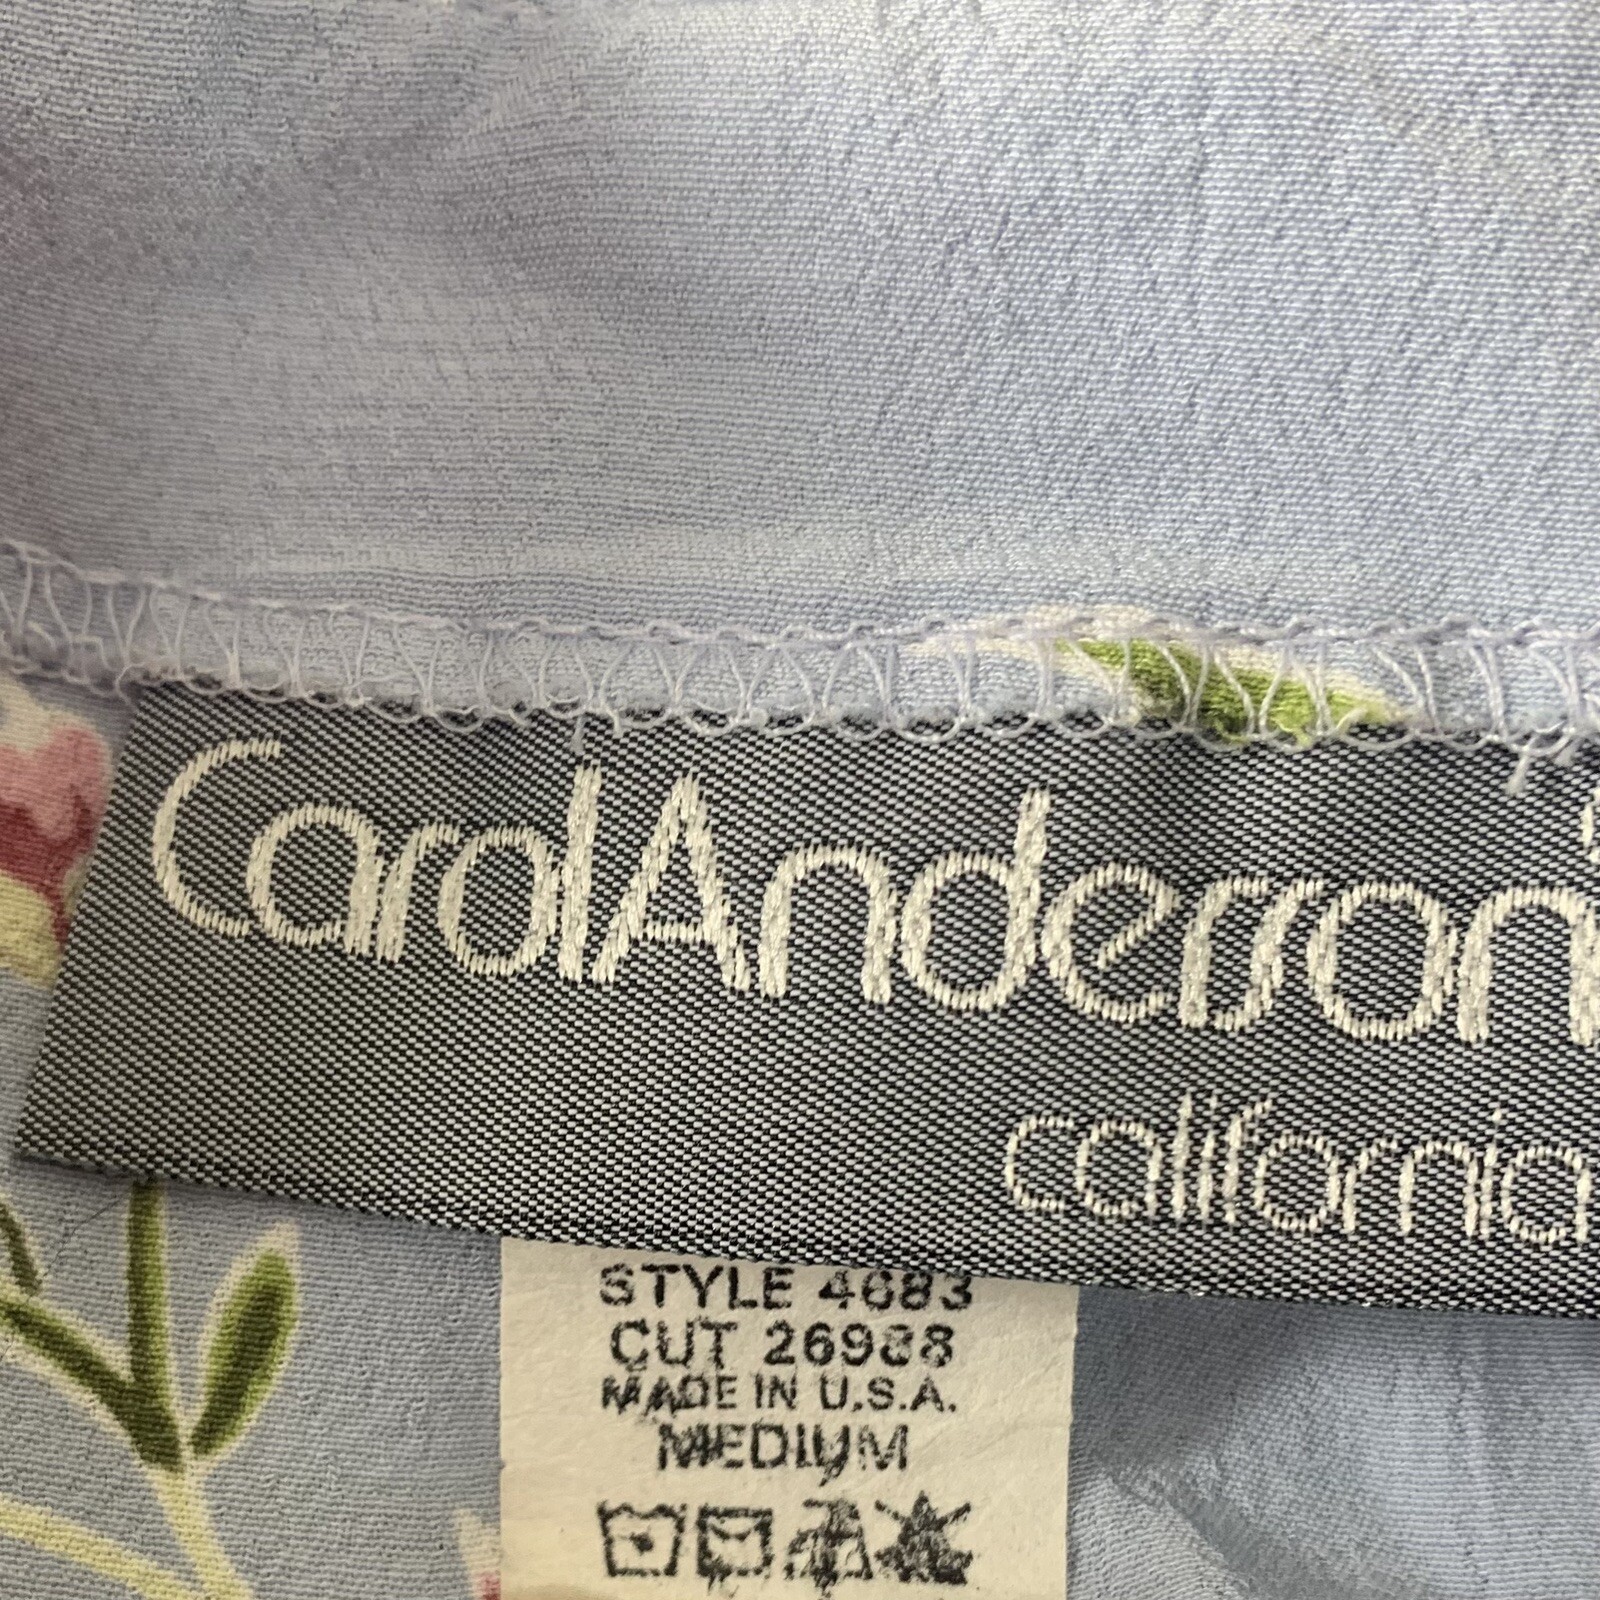 CarolAnderson
california
STYLE 4683
CUT 26988
MADE IN U.S.A.
MEDIUM